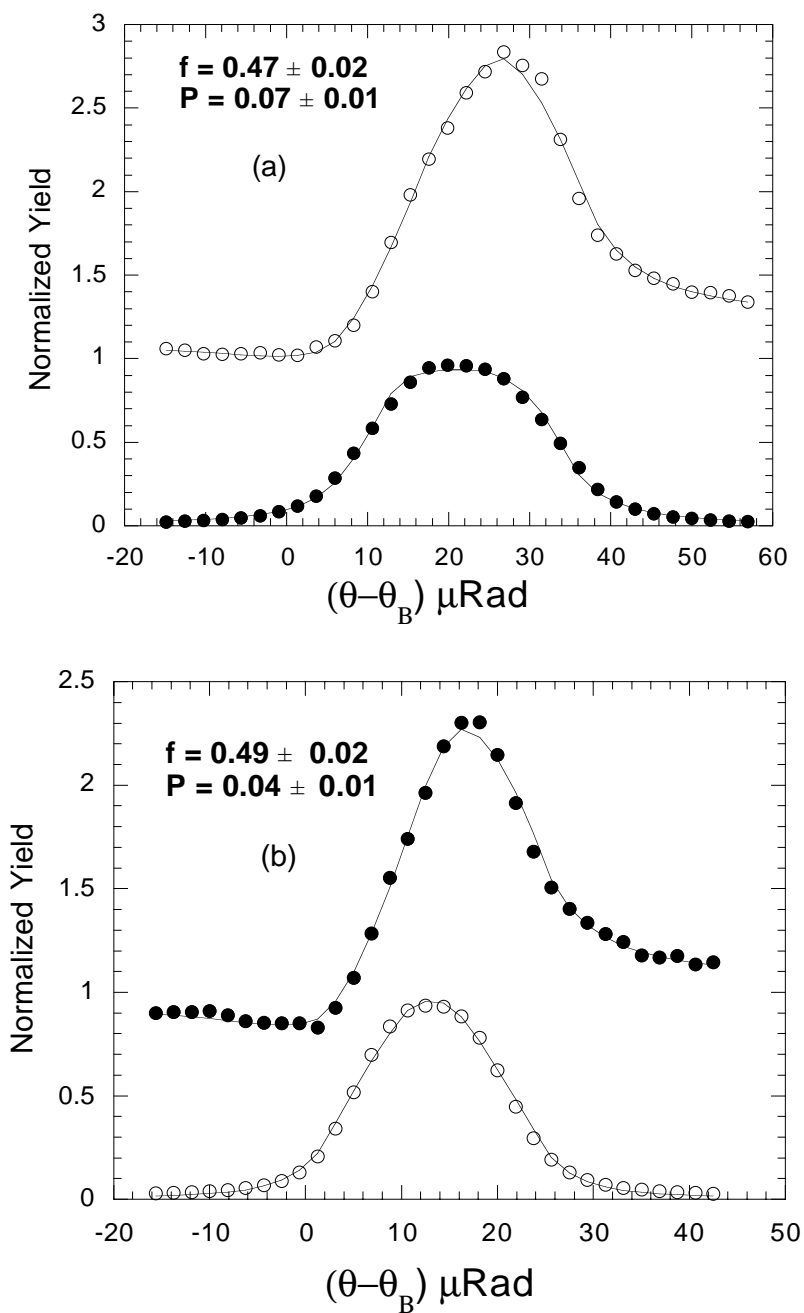 3
2.5
2
1.5
1
0.5
0
f = 0.47 ± 0.02
P = 0.07 ± 0.01
(a)
Normalized Yield
-20 -10 0 10 20 30 40 50 60
(θ–θB) μRad
2.5
2
1.5
1
0.5
0
f = 0.49 ± 0.02
P = 0.04 ± 0.01
(b)
Normalized Yield
-20 -10 0 10 20 30 40 50
(θ–θB) μRad